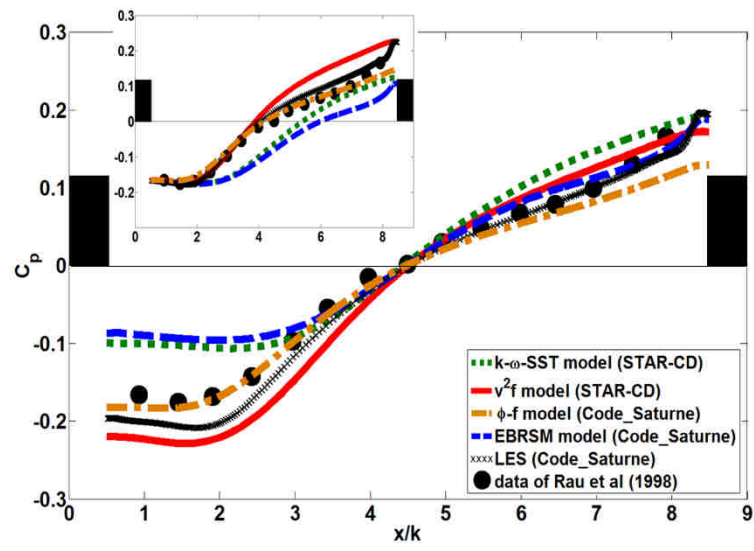 0.3
0.2
0.1
0
-0.1
-0.2
-0.3
C_p
0 1 2 3 4 5 6 7 8 9
x/k
0.3
0.2
0.1
0
-0.1
-0.2
0 2 4 6 8
k-ω-SST model (STAR-CD)
v²f model (STAR-CD)
ϕ-f model (Code_Saturne)
EBRSM model (Code_Saturne)
LES (Code_Saturne)
data of Rau et al (1998)